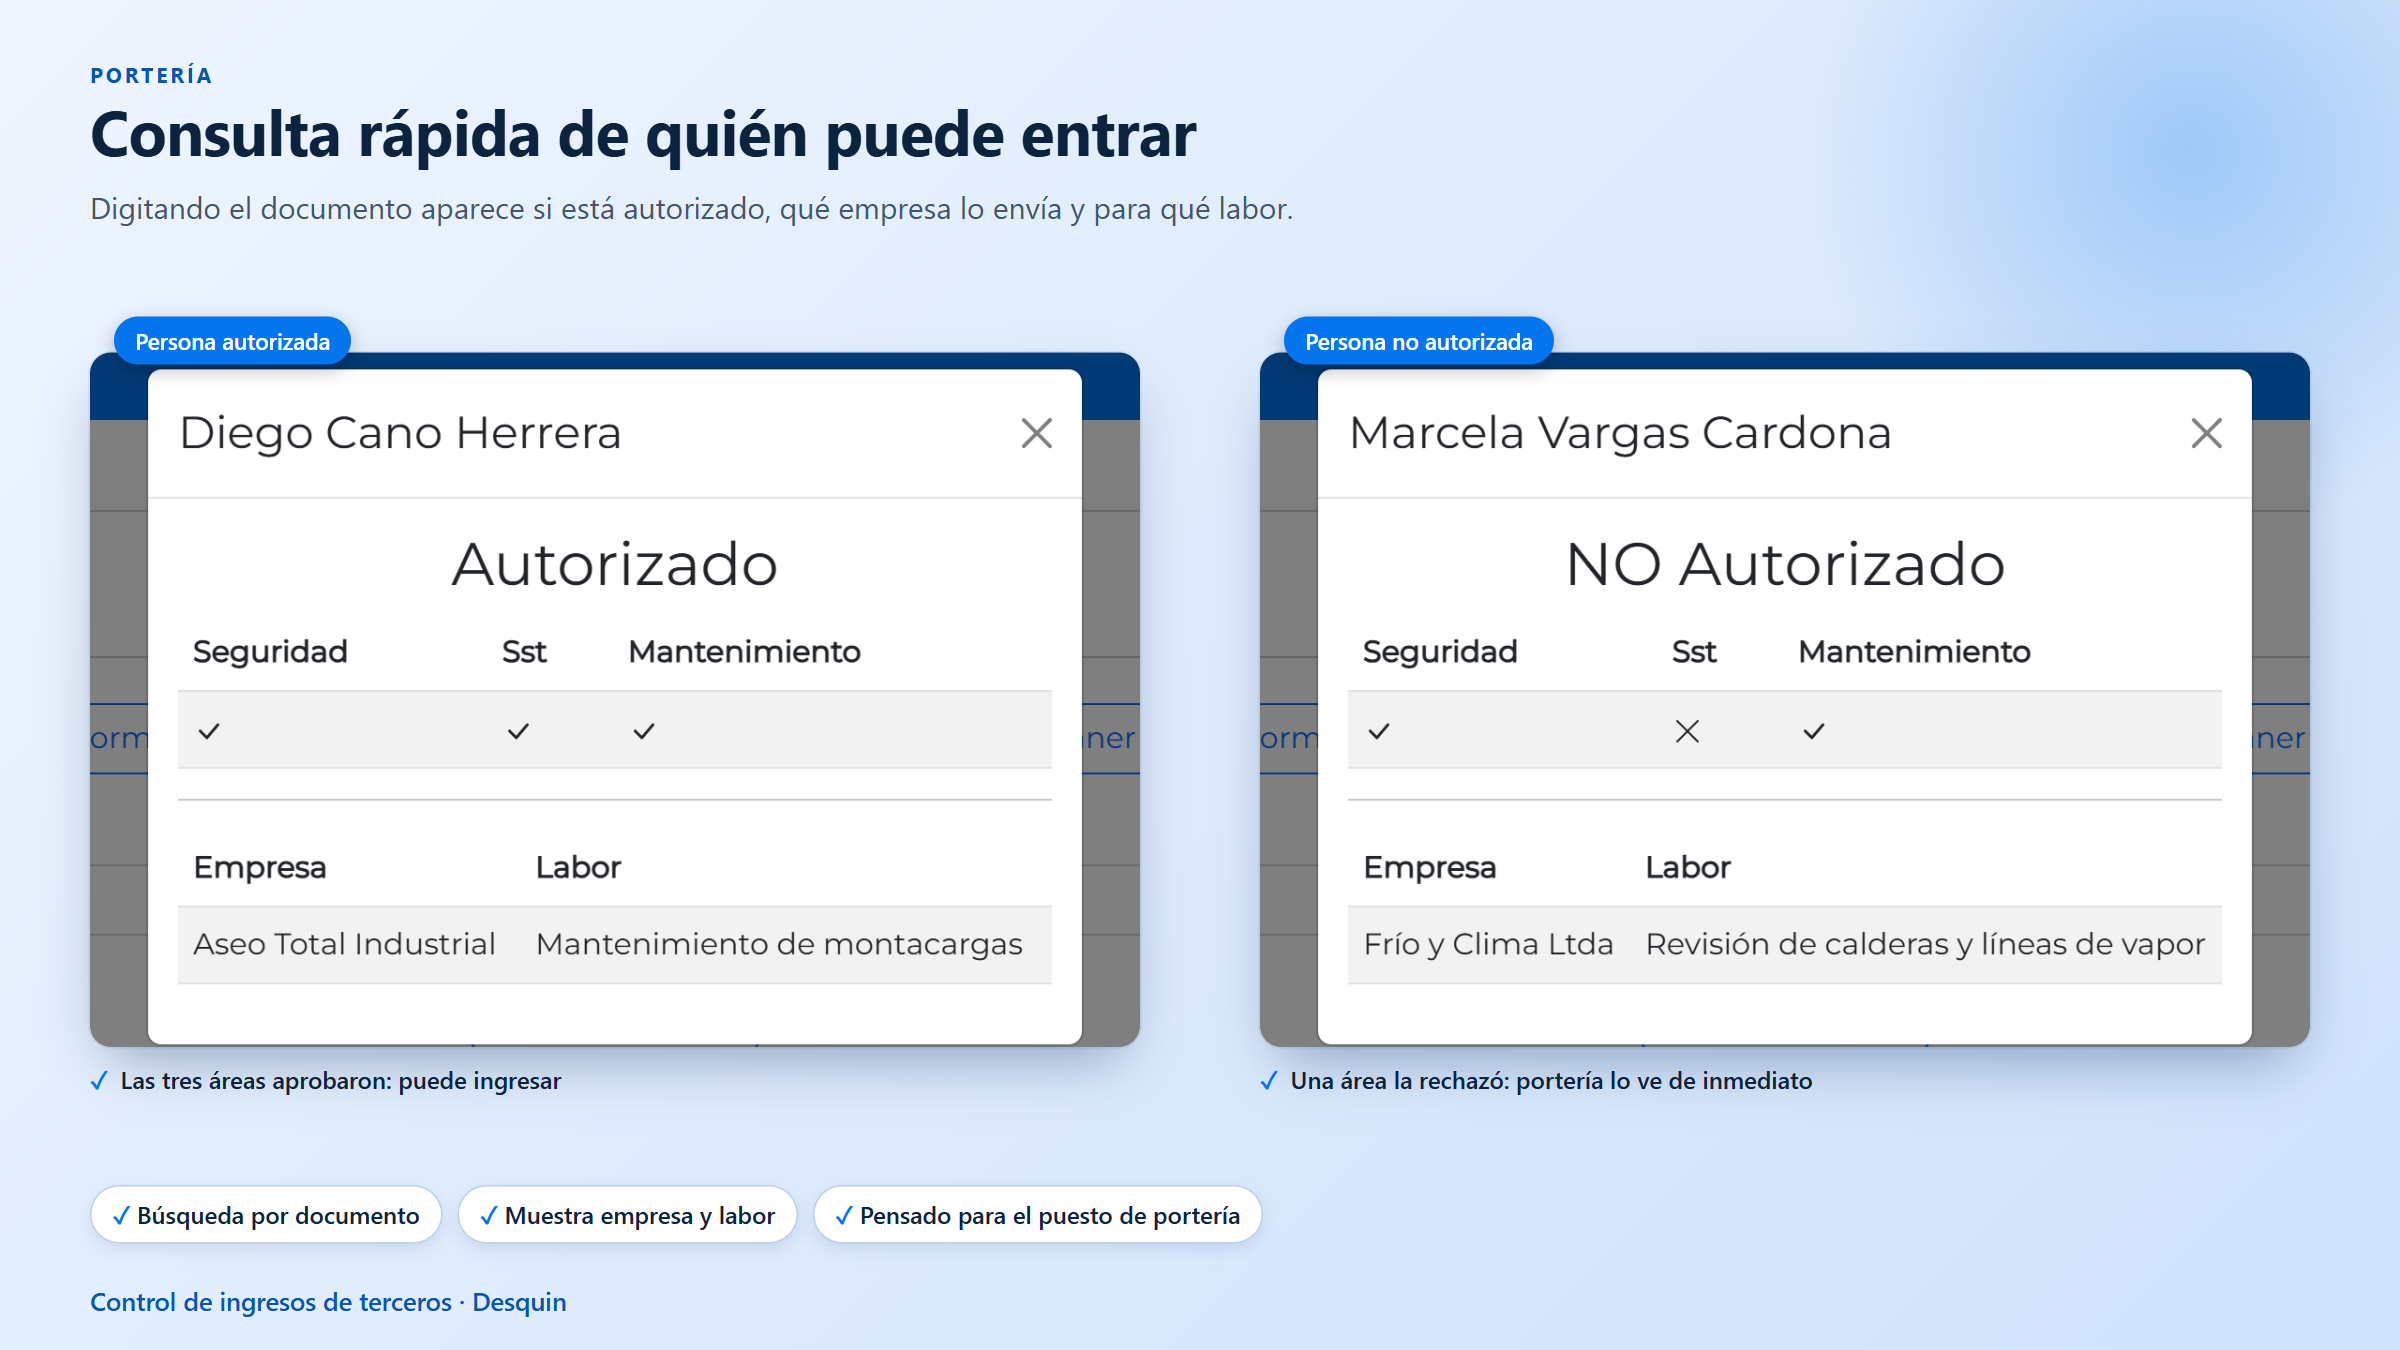 PORTERÍA
Consulta rápida de quién puede entrar
Digitando el documento aparece si está autorizado, qué empresa lo envía y para qué labor.
Persona autorizada
Diego Cano Herrera
Autorizado
Seguridad Sst Mantenimiento
✓ ✓ ✓
Empresa Labor
Aseo Total Industrial Mantenimiento de montacargas
✓ Las tres áreas aprobaron: puede ingresar
Persona no autorizada
Marcela Vargas Cardona
NO Autorizado
Seguridad Sst Mantenimiento
✓ ✕ ✓
Empresa Labor
Frío y Clima Ltda Revisión de calderas y líneas de vapor
✓ Una área la rechazó: portería lo ve de inmediato
✓ Búsqueda por documento
✓ Muestra empresa y labor
✓ Pensado para el puesto de portería
Control de ingresos de terceros · Desquin